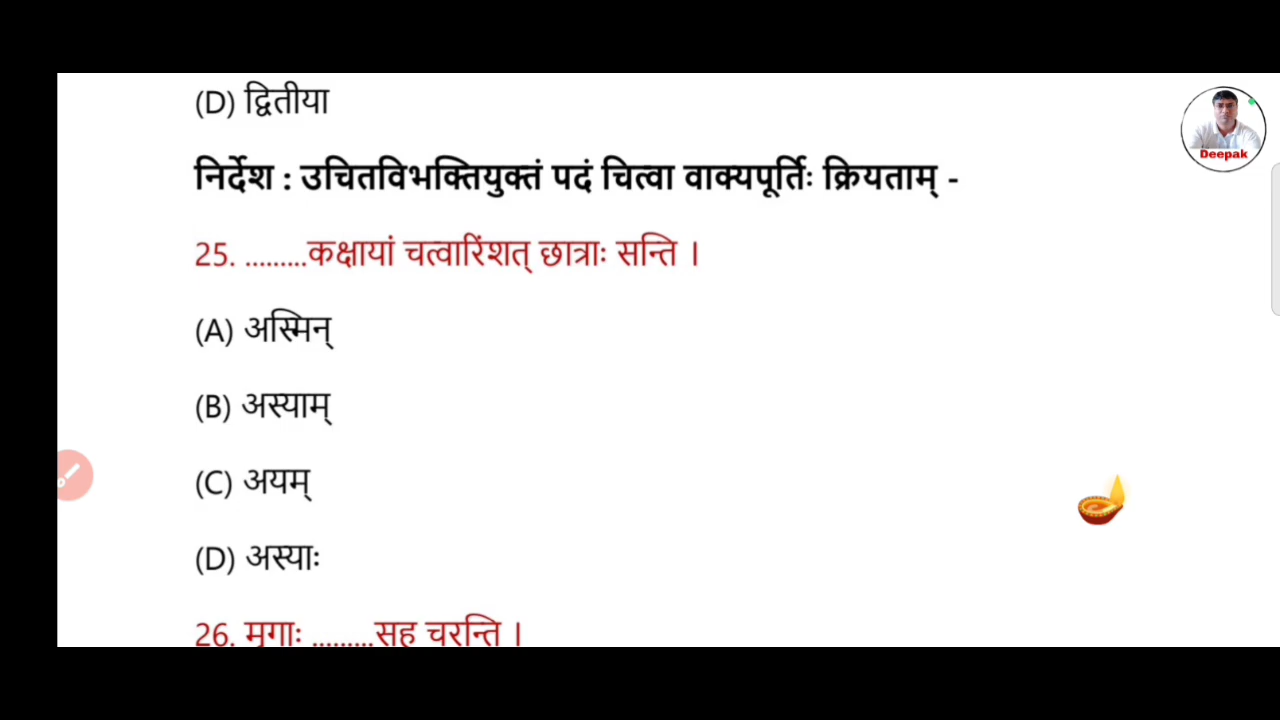 (D) द्वितीया
Deepak
निर्देश : उचितविभक्तियुक्तं पदं चित्वा वाक्यपूर्तिः क्रियताम् -
25. .........कक्षायां चत्वारिंशत् छात्राः सन्ति ।
(A) अस्मिन्
(B) अस्याम्
(C) अयम्
(D) अस्याः
26. मृगाः .........सह चरन्ति ।